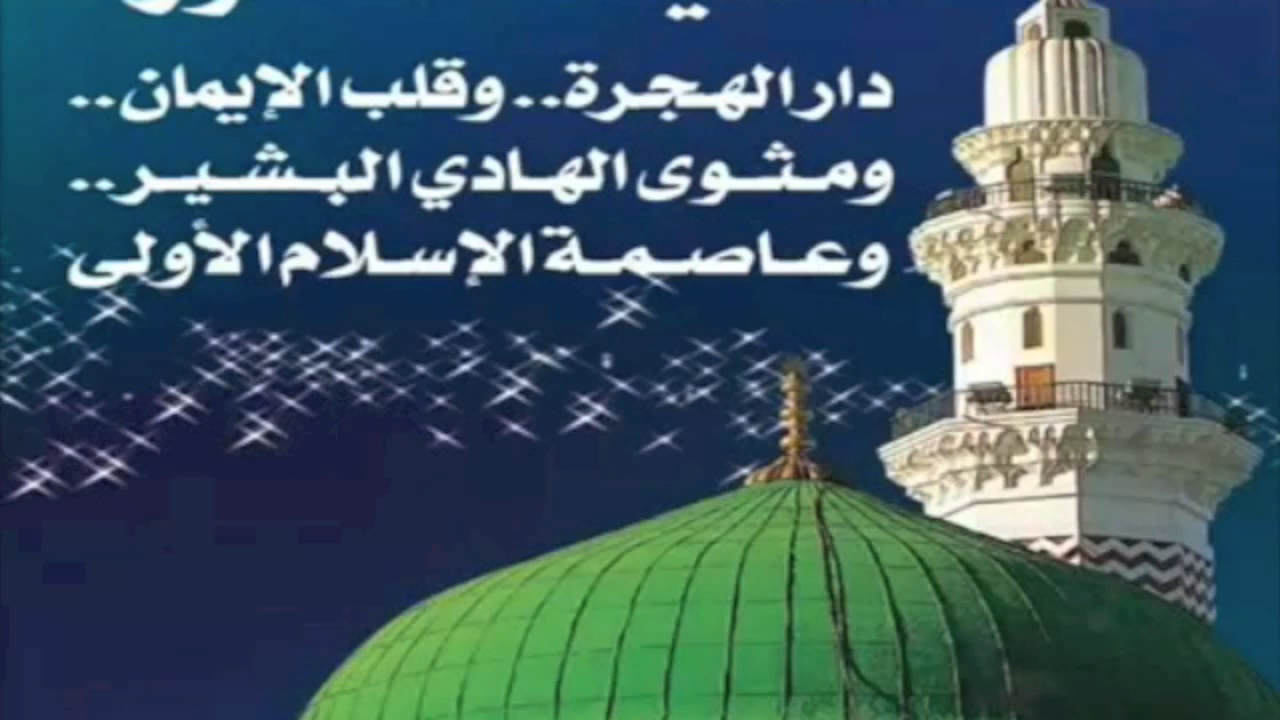 دار الهجرة.. وقلب الإيمان..
ومثوى الهادي البشير..
وعاصمة الإسلام الأولى